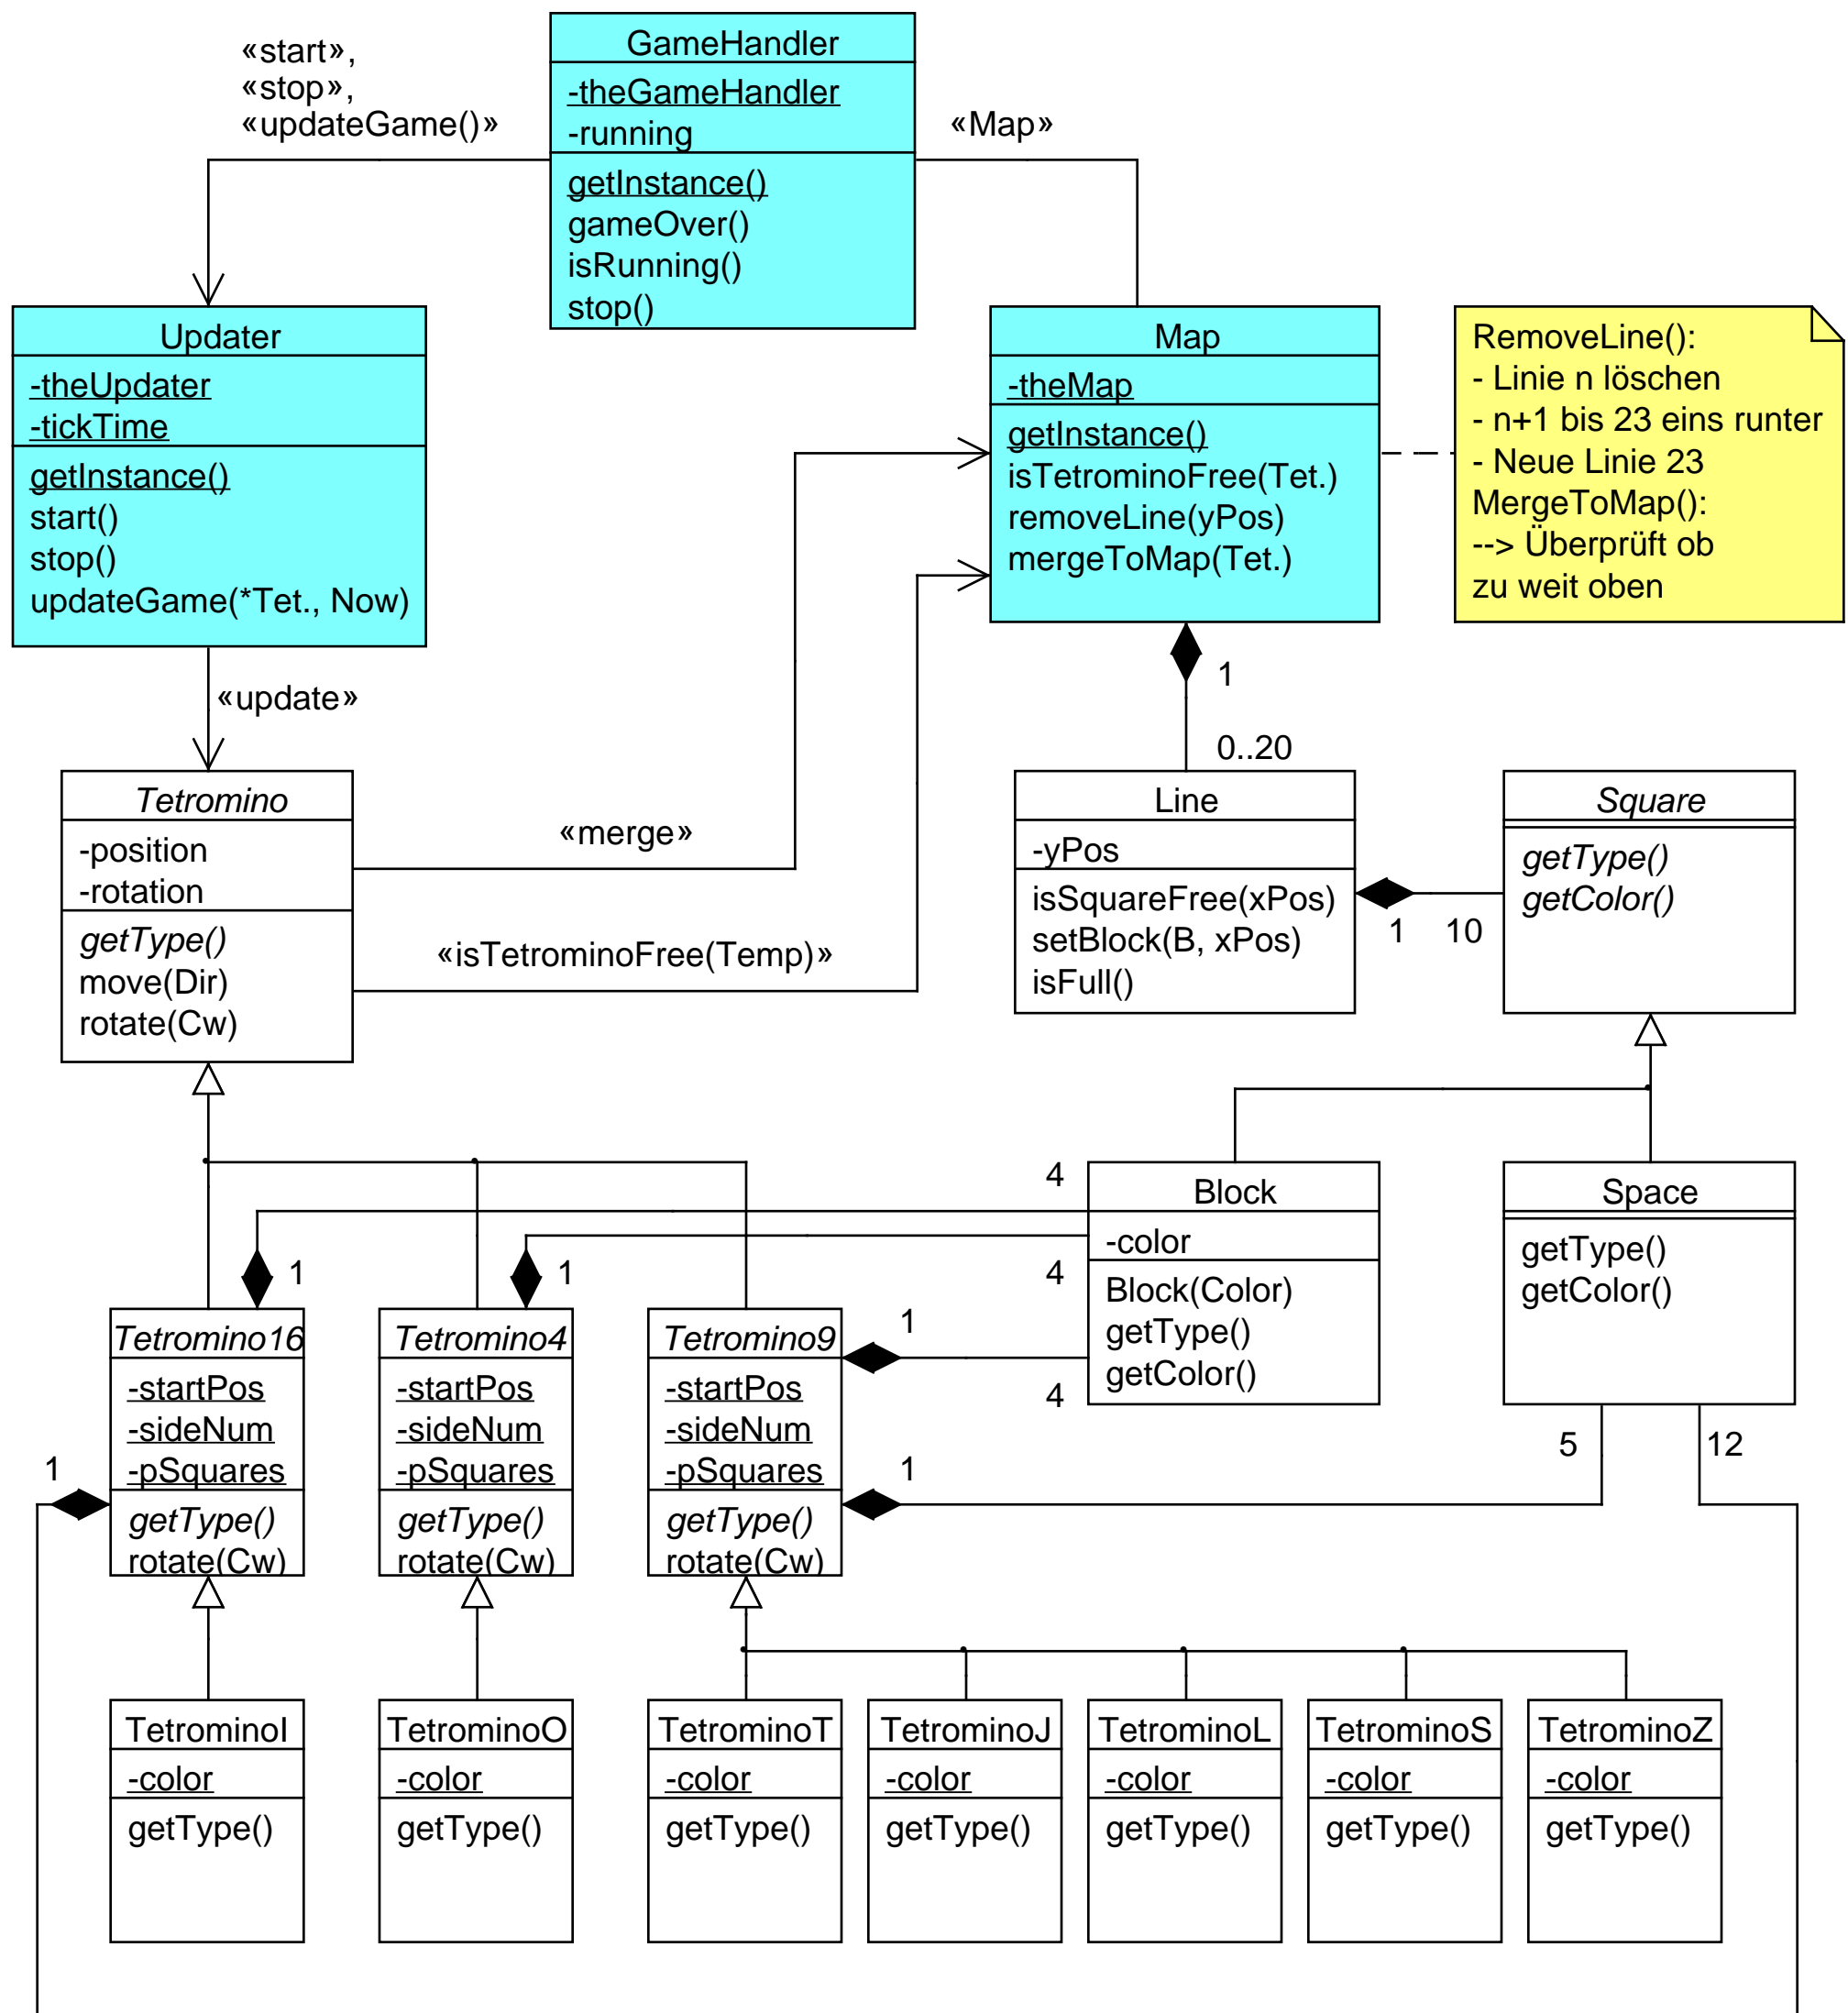 «start»,
«stop»,
«updateGame()»
GameHandler
-theGameHandler
-running
getInstance()
gameOver()
isRunning()
stop()
«Map»
Updater
-theUpdater
-tickTime
getInstance()
start()
stop()
updateGame(*Tet., Now)
Map
-theMap
getInstance()
isTetrominoFree(Tet.)
removeLine(yPos)
mergeToMap(Tet.)
RemoveLine():
- Linie n löschen
- n+1 bis 23 eins runter
- Neue Linie 23
MergeToMap():
--> Überprüft ob
zu weit oben
«update»
1
0..20
Tetromino
-position
-rotation
getType()
move(Dir)
rotate(Cw)
«merge»
«isTetrominoFree(Temp)»
Line
-yPos
isSquareFree(xPos)
setBlock(B, xPos)
isFull()
1
10
Square
getType()
getColor()
4
4
4
Block
-color
Block(Color)
getType()
getColor()
Space
getType()
getColor()
1
1
1
1
1
5
12
Tetromino16
-startPos
-sideNum
-pSquares
getType()
rotate(Cw)
Tetromino4
-startPos
-sideNum
-pSquares
getType()
rotate(Cw)
Tetromino9
-startPos
-sideNum
-pSquares
getType()
rotate(Cw)
TetrominoI
-color
getType()
TetrominoO
-color
getType()
TetrominoT
-color
getType()
TetrominoJ
-color
getType()
TetrominoL
-color
getType()
TetrominoS
-color
getType()
TetrominoZ
-color
getType()